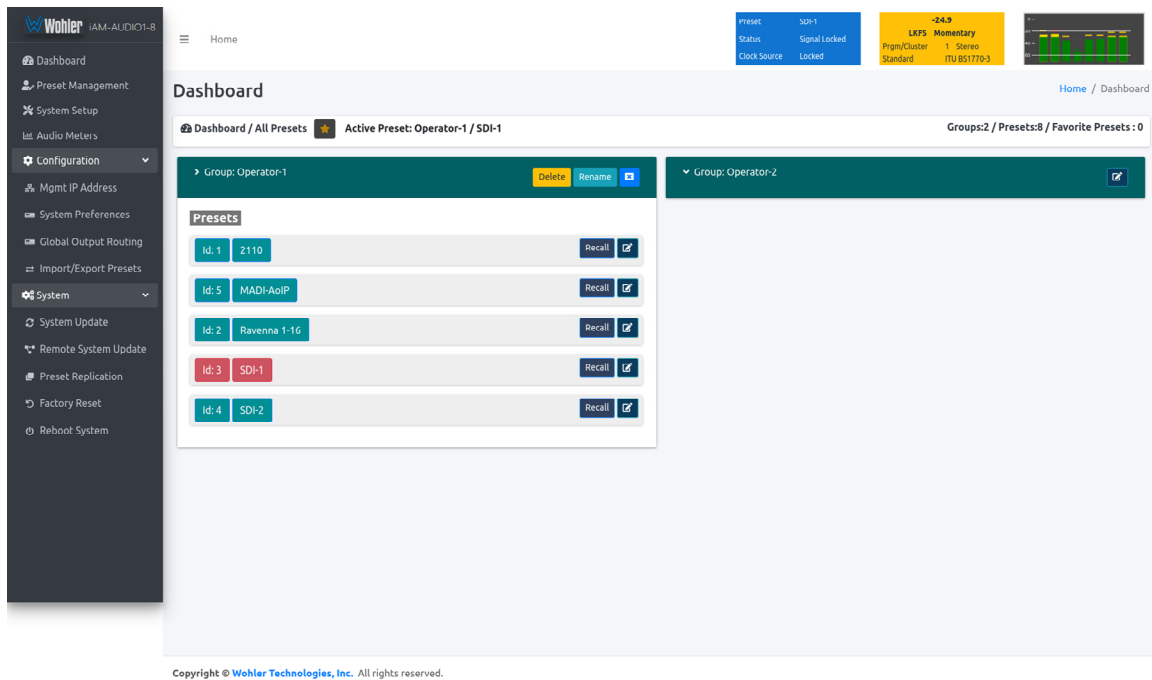 Wohler iAM-AUDIO1-8
Dashboard
Preset Management
System Setup
Audio Meters
Configuration
Mgmt IP Address
System Preferences
Global Output Routing
Import/Export Presets
System
System Update
Remote System Update
Preset Replication
Factory Reset
Reboot System
Home
Preset SDI-1
Status Signal Locked
Clock Source Locked
-24.9
LKFS Momentary
Prgm/Cluster 1 Stereo
Standard ITU BS1770-3
Dashboard
Home / Dashboard
Dashboard / All Presets Active Preset: Operator-1 / SDI-1
Groups:2 / Presets:8 / Favorite Presets : 0
Group: Operator-1 Delete Rename
Presets
Id: 1 2110 Recall
Id: 5 MADI-AoIP Recall
Id: 2 Ravenna 1-16 Recall
Id: 3 SDI-1 Recall
Id: 4 SDI-2 Recall
Group: Operator-2
Copyright © Wohler Technologies, Inc. All rights reserved.